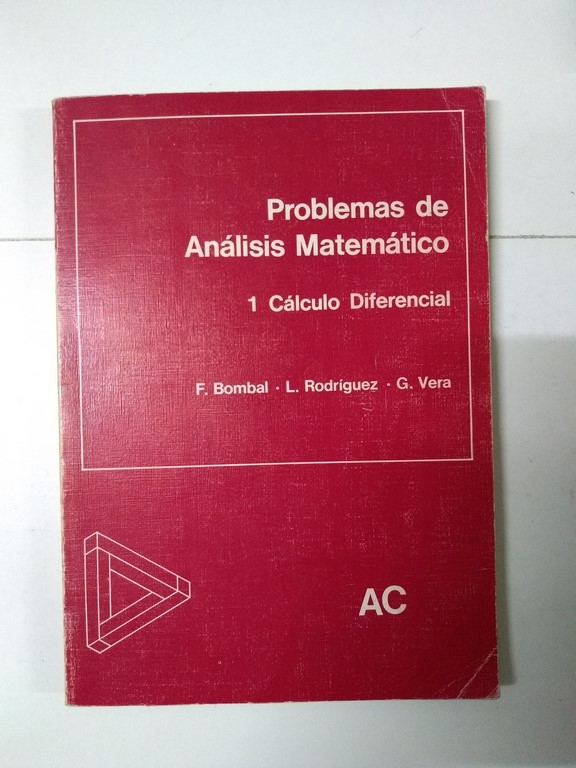 Problemas de
Análisis Matemático
1 Cálculo Diferencial
F. Bombal · L. Rodríguez · G. Vera
AC